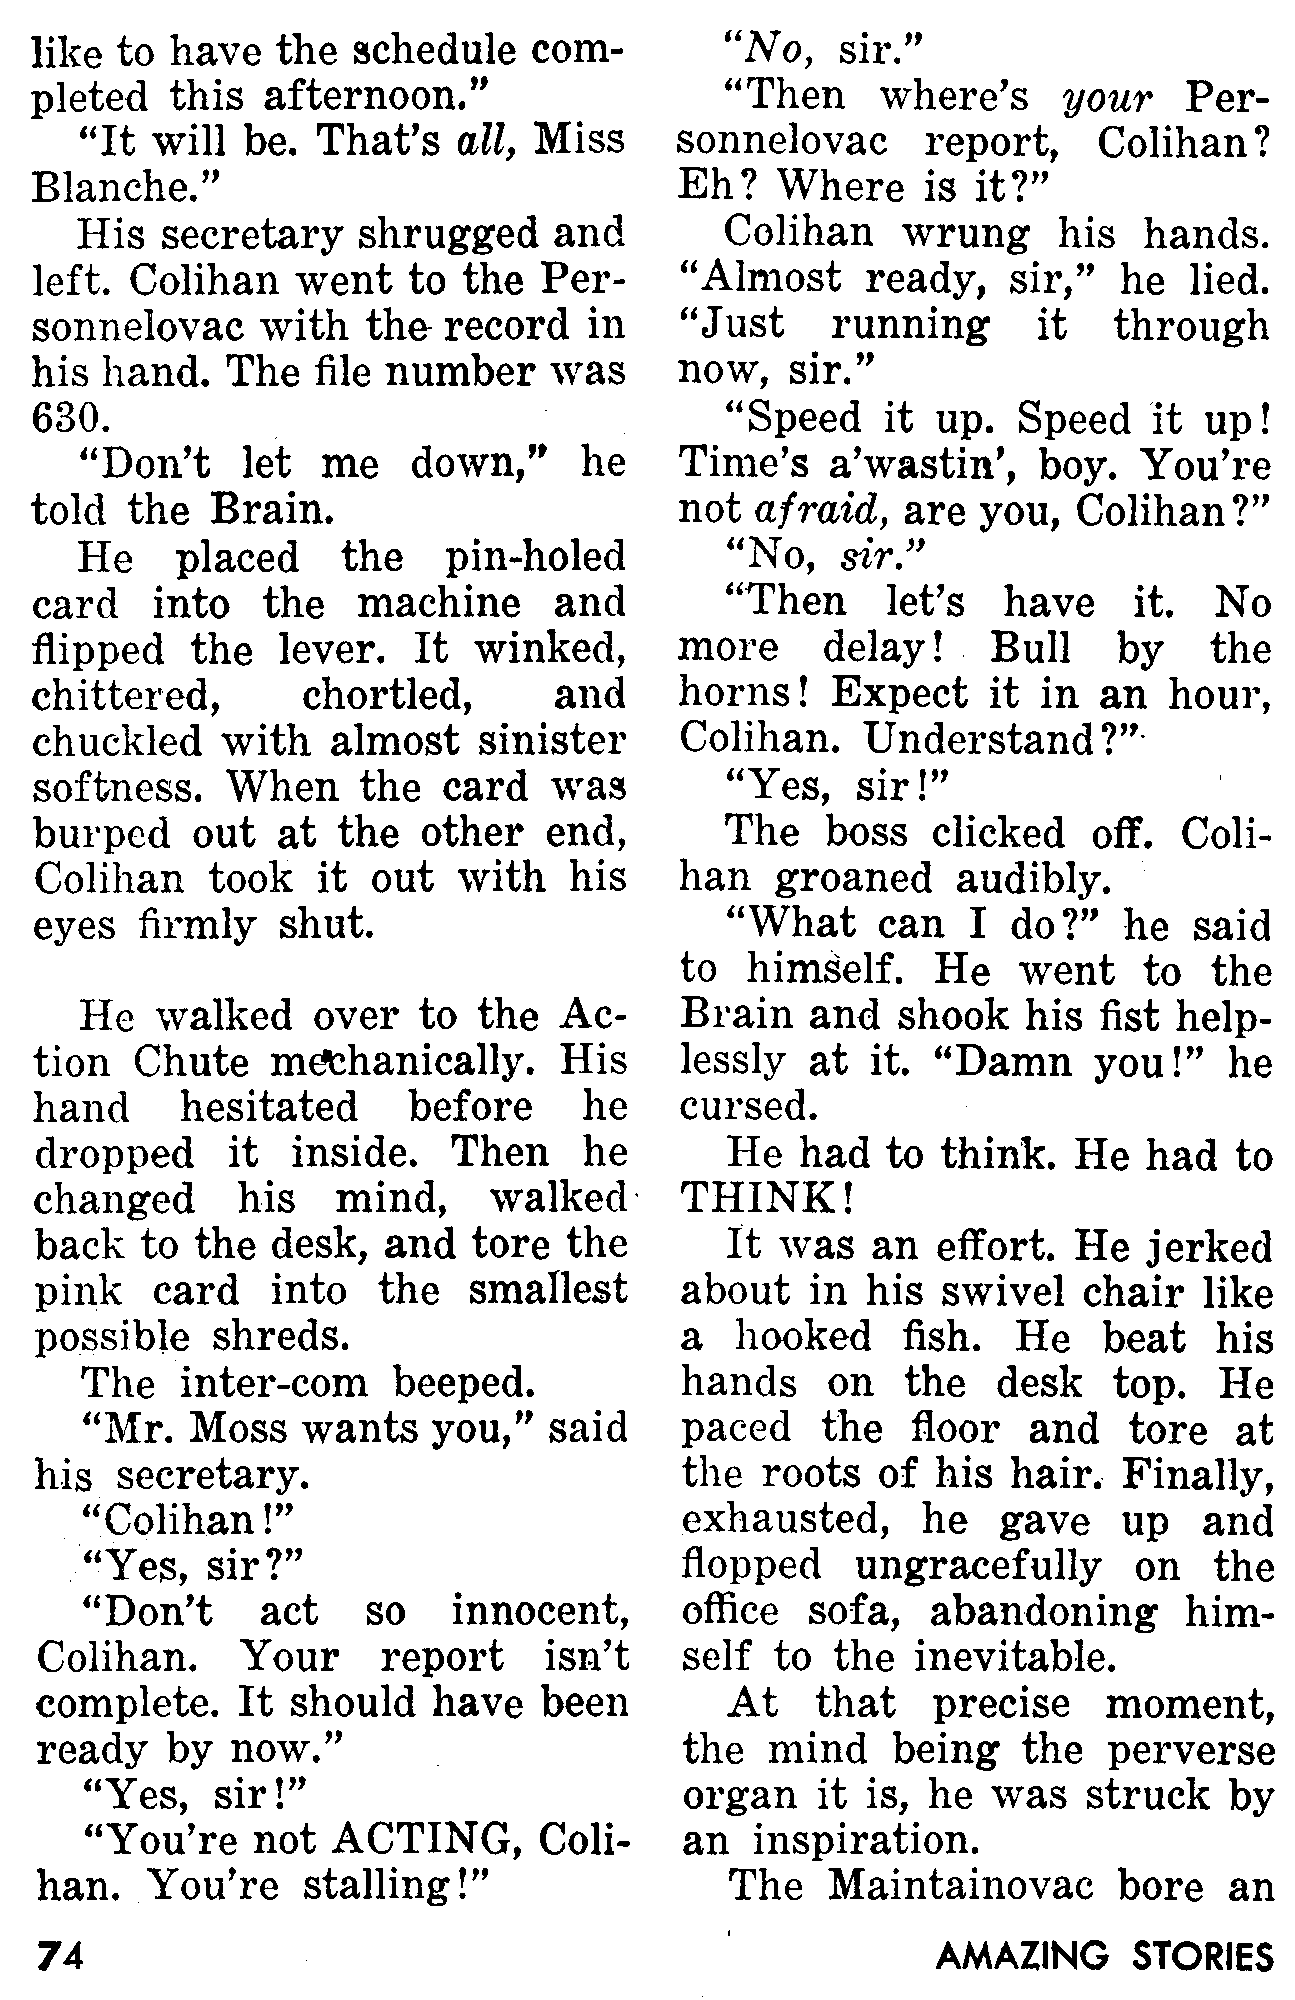 like to have the schedule com-
pleted this afternoon.”
“It will be. That’s all, Miss
Blanche.”
His secretary shrugged and
left. Colihan went to the Per-
sonnelovac with the record in
his hand. The file number was
630.
“Don’t let me down,” he
told the Brain.
He placed the pin-holed
card into the machine and
flipped the lever. It winked,
chittered, chortled, and
chuckled with almost sinister
softness. When the card was
burped out at the other end,
Colihan took it out with his
eyes firmly shut.
He walked over to the Ac-
tion Chute mechanically. His
hand hesitated before he
dropped it inside. Then he
changed his mind, walked
back to the desk, and tore the
pink card into the smallest
possible shreds.
The inter-com beeped.
“Mr. Moss wants you,” said
his secretary.
“Colihan!”
“Yes, sir?”
“Don’t act so innocent,
Colihan. Your report isn’t
complete. It should have been
ready by now.”
“Yes, sir!”
“You’re not ACTING, Coli-
han. You’re stalling!”
“No, sir.”
“Then where’s your Per-
sonnelovac report, Colihan?
Eh? Where is it?”
Colihan wrung his hands.
“Almost ready, sir,” he lied.
“Just running it through
now, sir.”
“Speed it up. Speed it up!
Time’s a’wastin’, boy. You’re
not afraid, are you, Colihan?”
“No, sir.”
“Then let’s have it. No
more delay! Bull by the
horns! Expect it in an hour,
Colihan. Understand?”
“Yes, sir!”
The boss clicked off. Coli-
han groaned audibly.
“What can I do?” he said
to himself. He went to the
Brain and shook his fist help-
lessly at it. “Damn you!” he
cursed.
He had to think. He had to
THINK!
It was an effort. He jerked
about in his swivel chair like
a hooked fish. He beat his
hands on the desk top. He
paced the floor and tore at
the roots of his hair. Finally,
exhausted, he gave up and
flopped ungracefully on the
office sofa, abandoning him-
self to the inevitable.
At that precise moment,
the mind being the perverse
organ it is, he was struck by
an inspiration.
The Maintainovac bore an
74
AMAZING STORIES